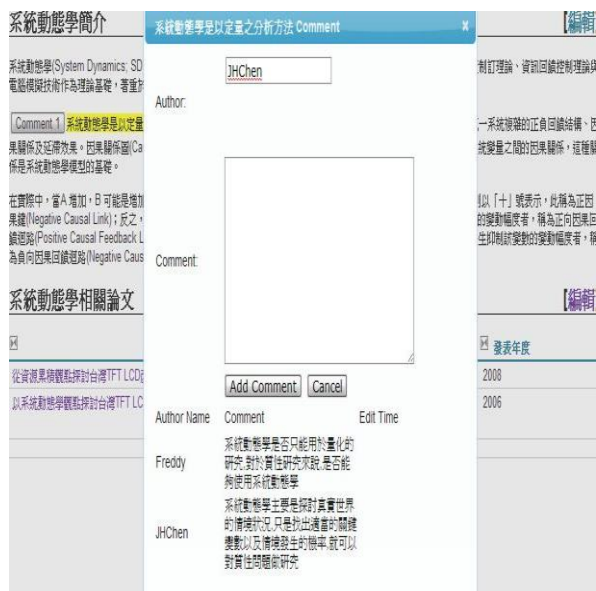 系統動態學簡介
【編輯
系統動態學(System Dynamics; SD
制訂理論、資訊回饋控制理論與
電腦模擬技術作為理論基礎，著重於
Comment 1 系統動態學是以定量
一系統複雜的正負回饋結構、因
果關係及延帶效果。因果關係圖(Ca
統變量之間的因果關係，這種關
係是系統動態學模型的基礎。
在實際中，當A增加，B可能是增加
以「十」號表示，此稱為正因
果鏈(Negative Causal Link)；反之，
的變動幅度者，稱為正向因果回
饋迴路(Positive Causal Feedback L
生抑制該變數的變動幅度者，稱
為負向因果回饋迴路(Negative Caus
系統動態學相關論文
【編輯
發表年度
從資源累積觀點探討台灣TFT LCD
2008
以系統動態學觀點探討台灣TFT LC
2006
系統動態學是以定量之分析方法 Comment x
Author:
JHChen
Comment:
Add Comment Cancel
Author Name Comment Edit Time
Freddy
系統動態學是否只能用於量化的
研究,對於質性研究來說,是否能
夠使用系統動態學
JHChen
系統動態學主要是探討真實世界
的情境狀況,只是找出適當的關鍵
變數以及情境發生的機率,就可以
對質性問題做研究